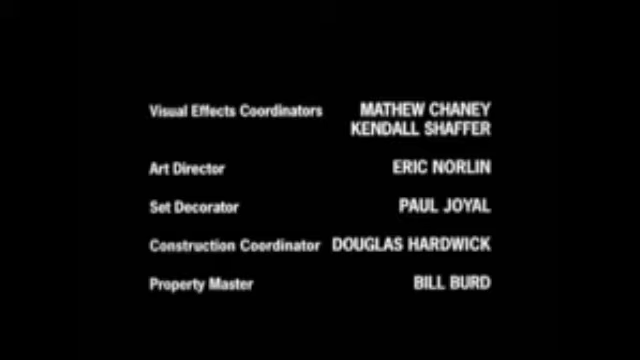 Visual Effects Coordinators MATHEW CHANEY
KENDALL SHAFFER
Art Director ERIC NORLIN
Set Decorator PAUL JOYAL
Construction Coordinator DOUGLAS HARDWICK
Property Master BILL BURD